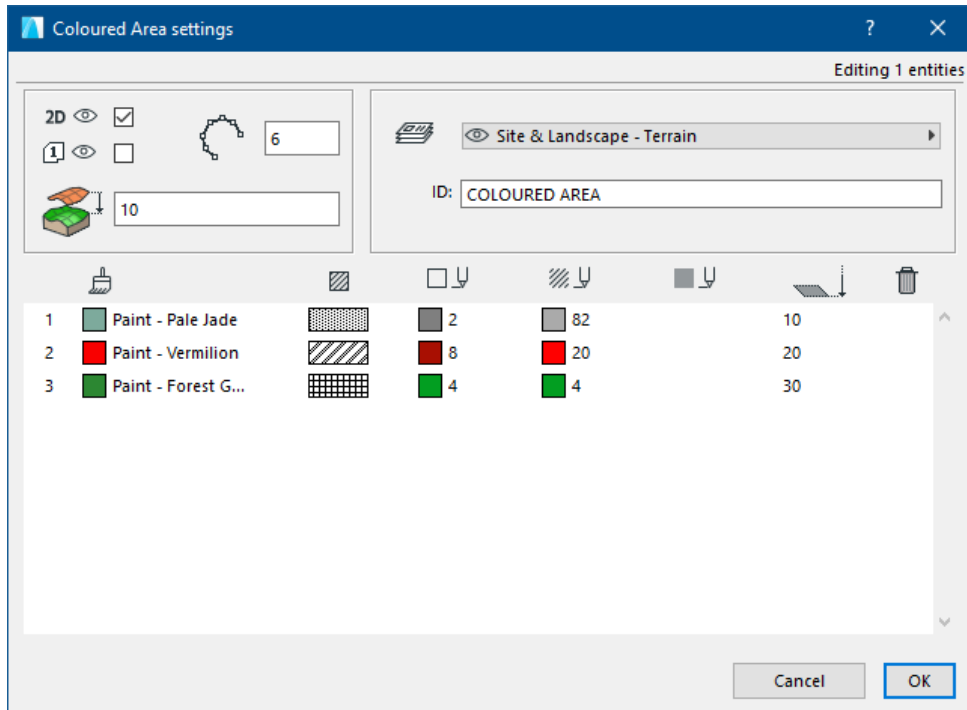 Coloured Area settings ?
Editing 1 entities
2D
6
1
10
Site & Landscape - Terrain
ID: COLOURED AREA
1 Paint - Pale Jade 2 82 10
2 Paint - Vermilion 8 20 20
3 Paint - Forest G... 4 4 30
Cancel OK